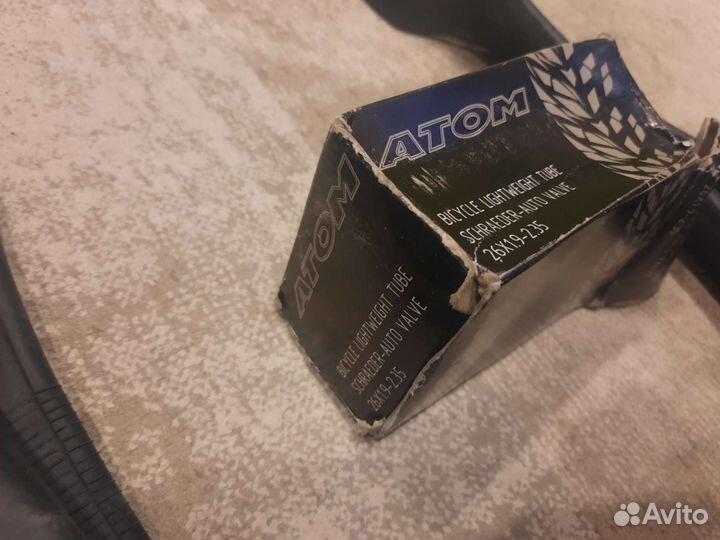 ATOM
BICYCLE LIGHTWEIGHT TUBE
SCHRAEDER-AUTO VALVE
26X1.9-2.35
ATOM
BICYCLE LIGHTWEIGHT TUBE
SCHRAEDER-AUTO VALVE
26X1.9-2.35
Avito